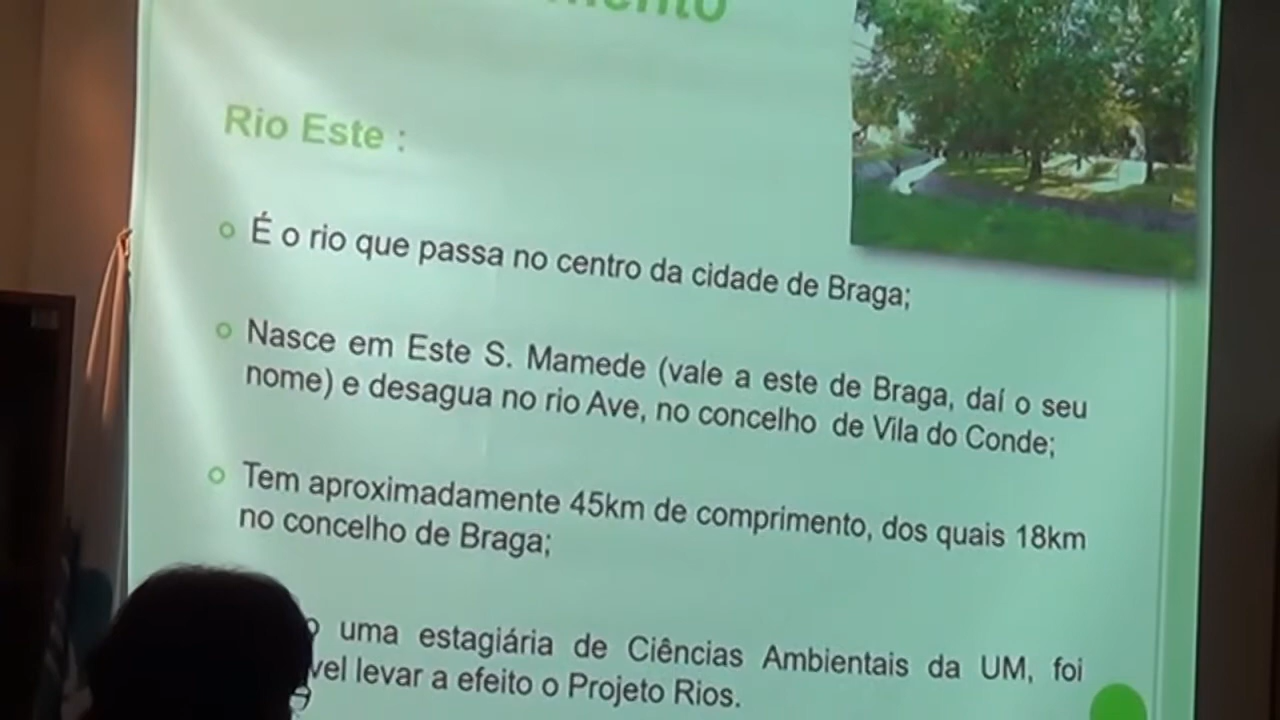 Rio Este :
É o rio que passa no centro da cidade de Braga;
Nasce em Este S. Mamede (vale a este de Braga, daí o seu
nome) e desagua no rio Ave, no concelho de Vila do Conde;
Tem aproximadamente 45km de comprimento, dos quais 18km
no concelho de Braga;
uma estagiária de Ciências Ambientais da UM, foi
levar a efeito o Projeto Rios.